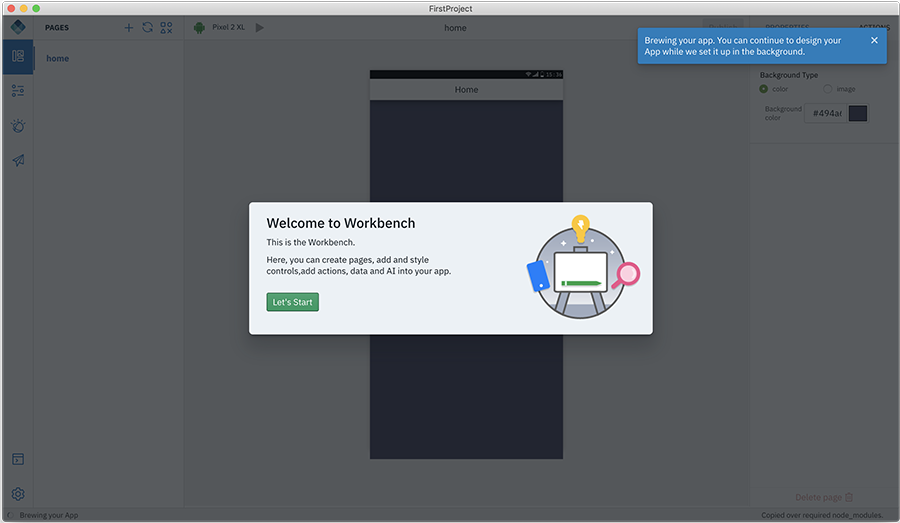 FirstProject
PAGES
Pixel 2 XL
home
PROPERTIES
ACTIONS
home
Brewing your app. You can continue to design your
App while we set it up in the background.
Background Type
color
image
Background
color
#494a
Home
Welcome to Workbench
This is the Workbench.
Here, you can create pages, add and style
controls,add actions, data and AI into your app.
Let's Start
Delete page
Brewing your App
Copied over required node_modules.